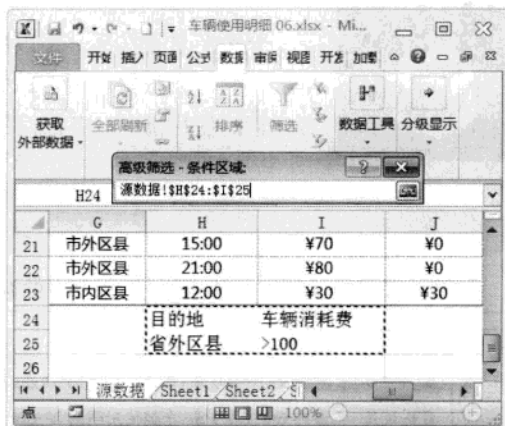 车辆使用明细 06.xlsx - Mi...
文件 开始 插入 页面 公式 数据 审阅 视图 开发 加载
获取
外部数据
全部刷新
排序
筛选
数据工具
分级显示
高级筛选 - 条件区域:
H24
源数据!$H$24:$I$25
G H I J
21 市外区县 15:00 ¥70 ¥0
22 市外区县 21:00 ¥80 ¥0
23 市内区县 12:00 ¥30 ¥30
24 目的地 车辆消耗费
25 省外区县 >100
26
源数据 Sheet1 Sheet2 S
点 100%